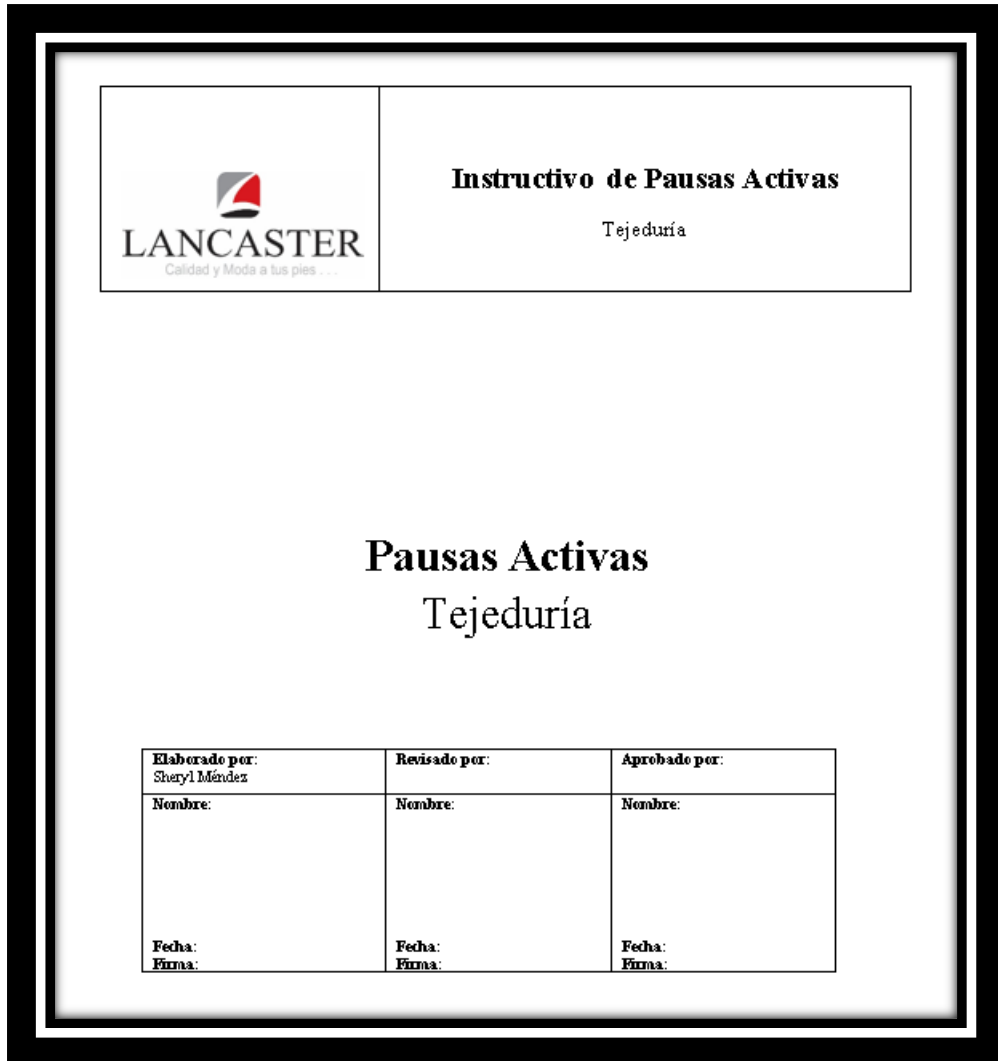 LANCASTER
Calidad y Moda a tus pies . . .
Instructivo de Pausas Activas
Tejeduría
Pausas Activas
Tejeduría
Elaborado por:
Sheryl Méndez
Revisado por:
Aprobado por:
Nombre:
Nombre:
Nombre:
Fecha:
Fecha:
Fecha:
Firma:
Firma:
Firma: